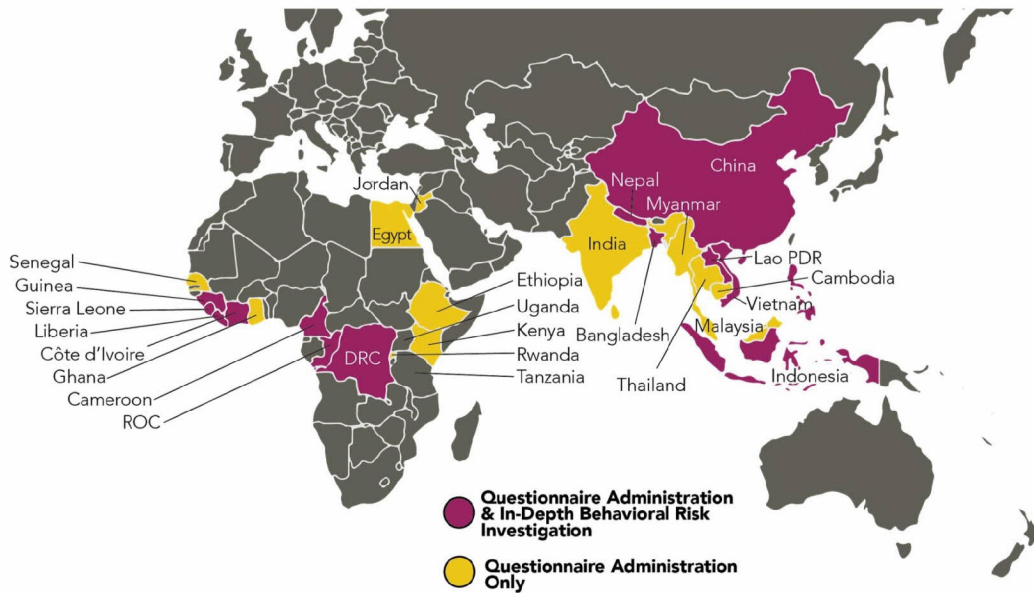 China
Nepal
Myanmar
Jordan
Egypt
India
Lao PDR
Cambodia
Vietnam
Bangladesh
Malaysia
Thailand
Indonesia
Senegal
Guinea
Sierra Leone
Liberia
Côte d'Ivoire
Ghana
Cameroon
ROC
DRC
Ethiopia
Uganda
Kenya
Rwanda
Tanzania
Questionnaire Administration
& In-Depth Behavioral Risk
Investigation
Questionnaire Administration
Only